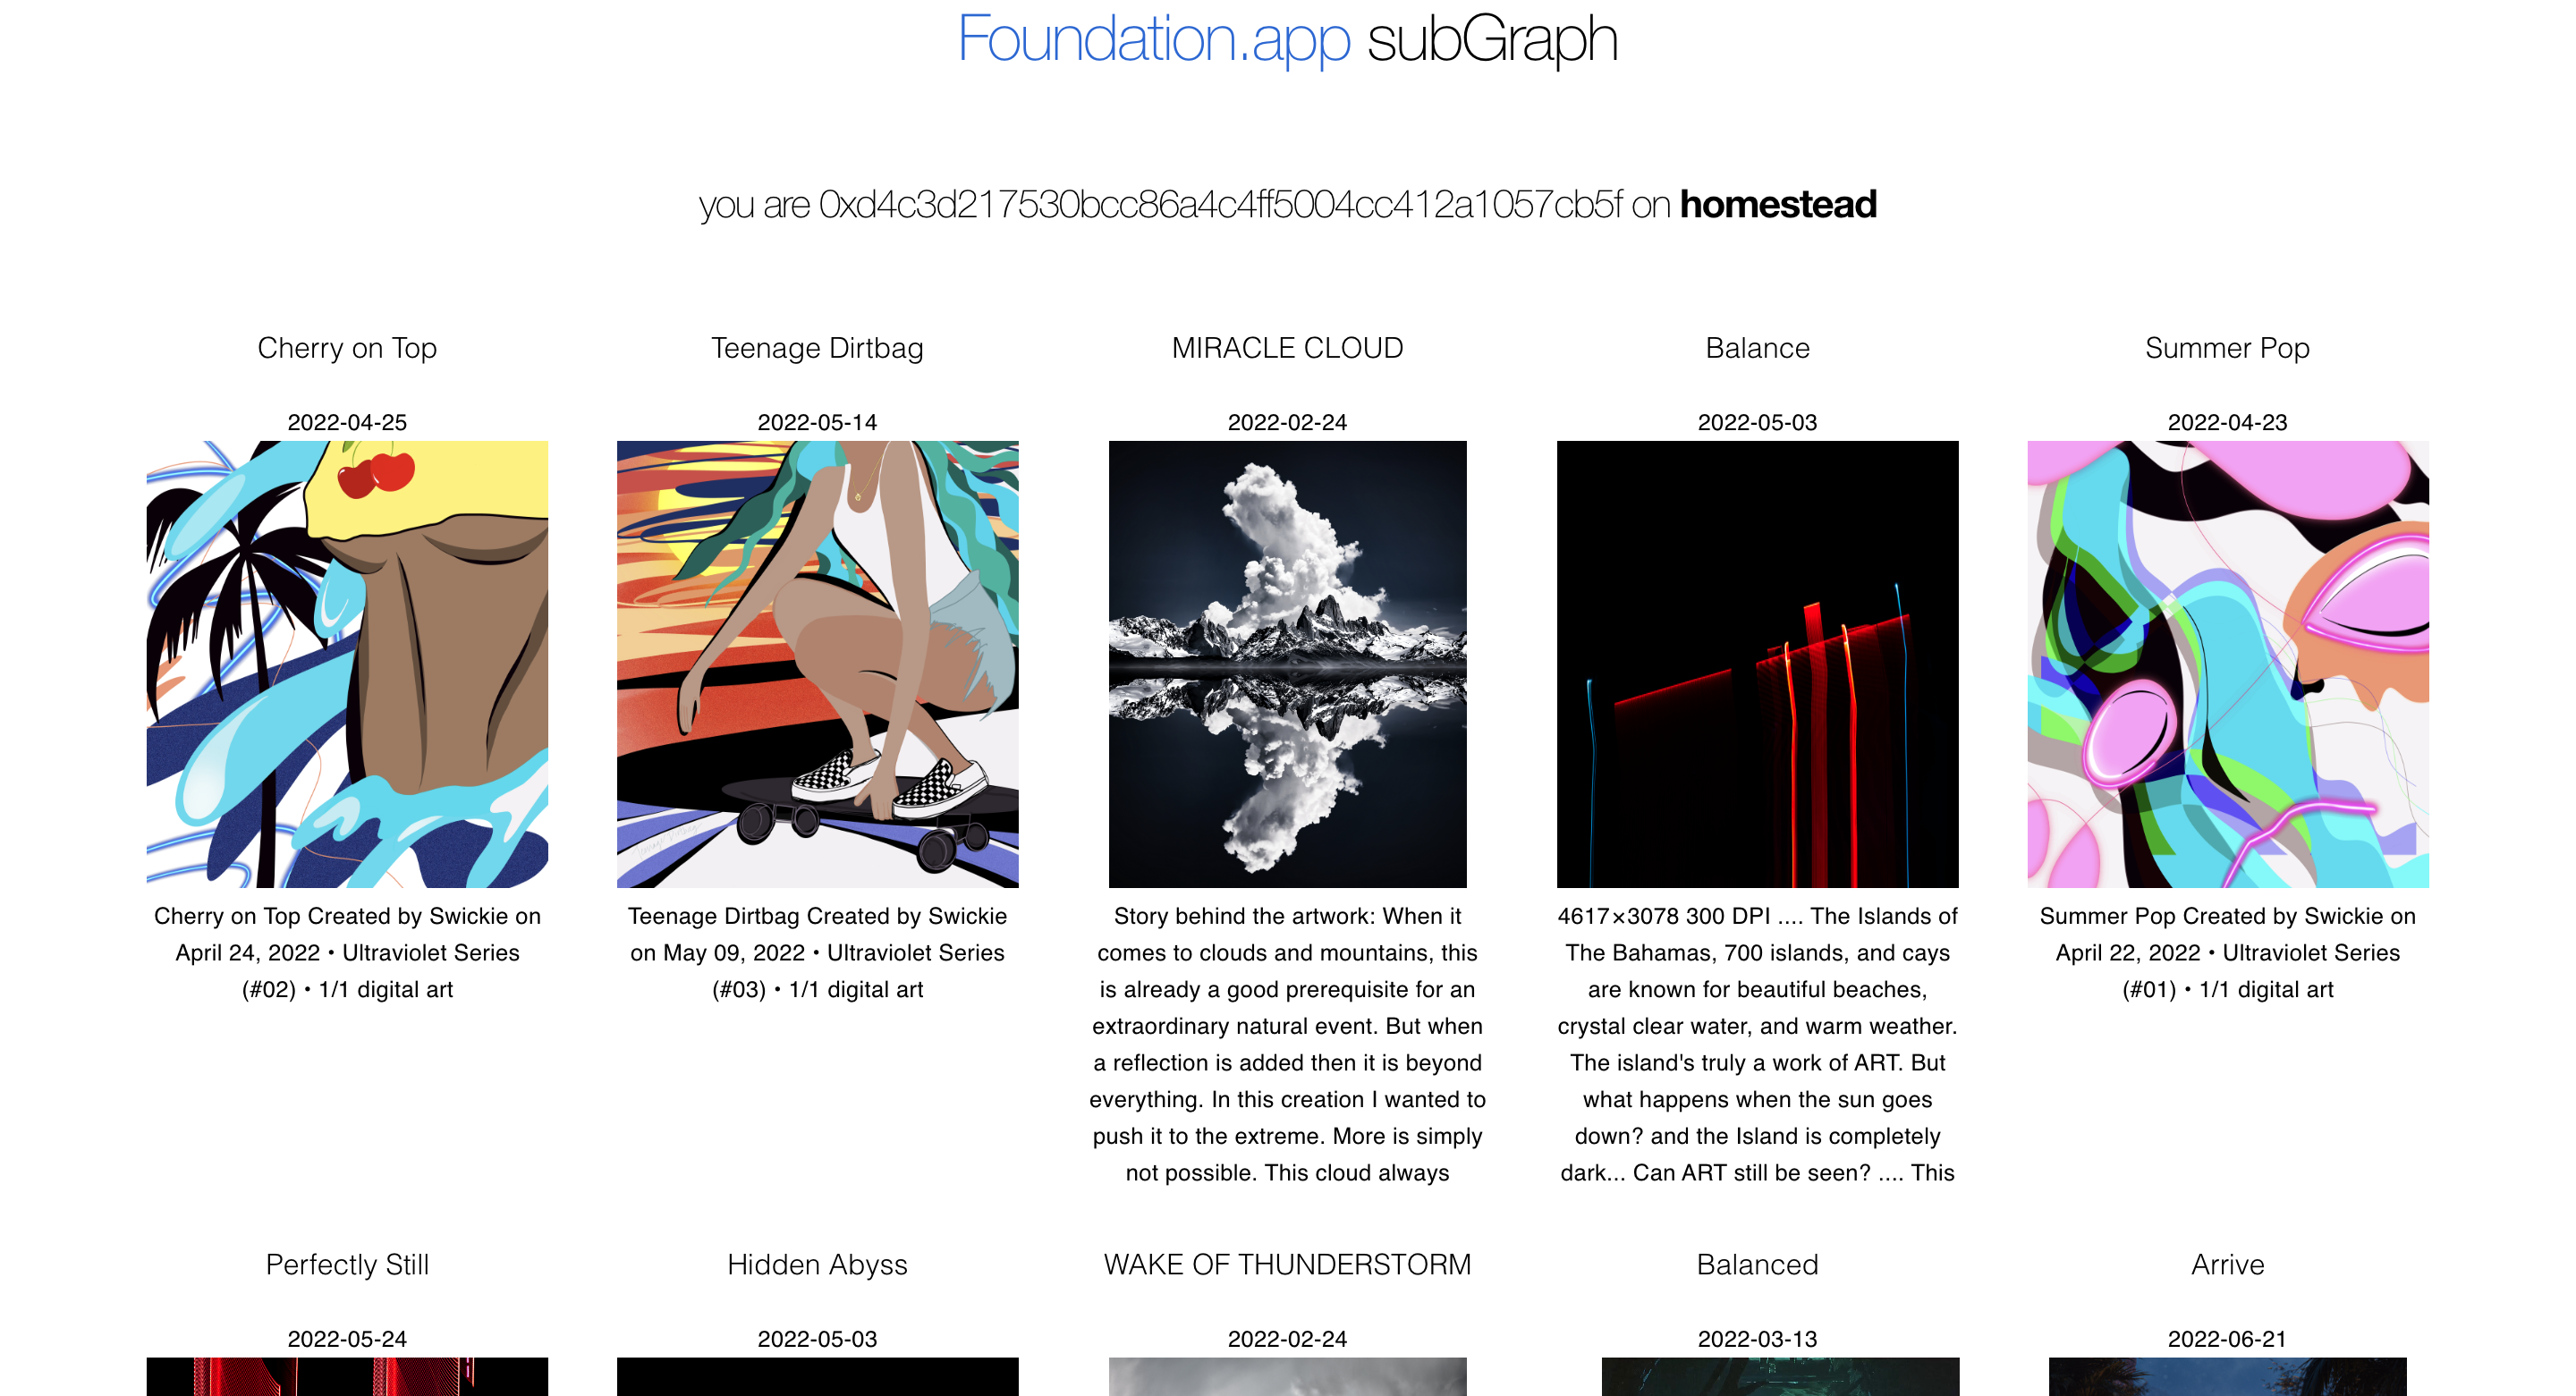 Foundation.app subGraph
you are 0xd4c3d217530bcc86a4c4ff5004cc412a1057cb5f on homestead
Cherry on Top
2022-04-25
Cherry on Top Created by Swickie on
April 24, 2022 • Ultraviolet Series
(#02) • 1/1 digital art
Teenage Dirtbag
2022-05-14
Teenage Dirtbag Created by Swickie
on May 09, 2022 • Ultraviolet Series
(#03) • 1/1 digital art
MIRACLE CLOUD
2022-02-24
Story behind the artwork: When it
comes to clouds and mountains, this
is already a good prerequisite for an
extraordinary natural event. But when
a reflection is added then it is beyond
everything. In this creation I wanted to
push it to the extreme. More is simply
not possible. This cloud always
Balance
2022-05-03
4617×3078 300 DPI .... The Islands of
The Bahamas, 700 islands, and cays
are known for beautiful beaches,
crystal clear water, and warm weather.
The island's truly a work of ART. But
what happens when the sun goes
down? and the Island is completely
dark... Can ART still be seen? .... This
Summer Pop
2022-04-23
Summer Pop Created by Swickie on
April 22, 2022 • Ultraviolet Series
(#01) • 1/1 digital art
Perfectly Still
2022-05-24
Hidden Abyss
2022-05-03
WAKE OF THUNDERSTORM
2022-02-24
Balanced
2022-03-13
Arrive
2022-06-21